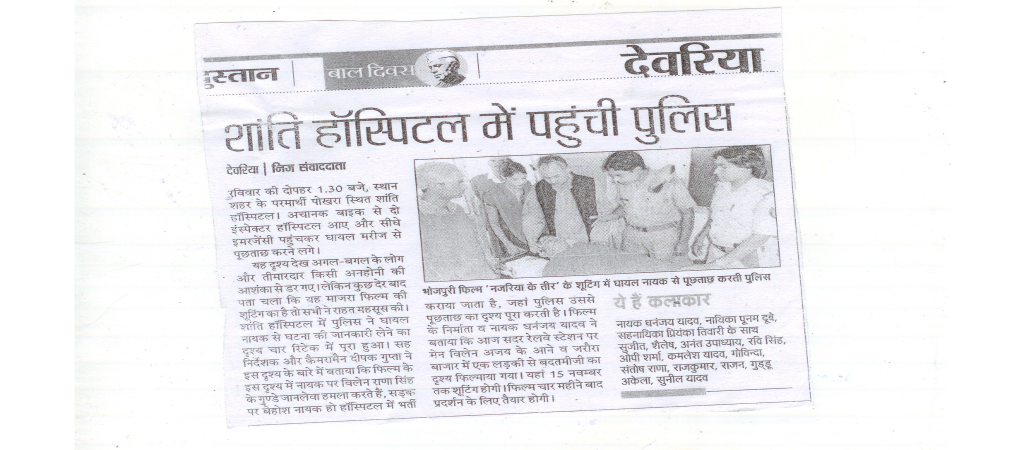 स्तान
बाल दिवस
देवरिया
शांति हॉस्पिटल में पहुंची पुलिस
देवरिया | निज संवाददाता
रविवार की दोपहर 1.30 बजे, स्थान
शहर के परमार्थी पोखरा स्थित शांति
हॉस्पिटल। अचानक बाइक से दो
इंस्पेक्टर हॉस्पिटल आए और सीधे
इमरजेंसी पहुंचकर घायल मरीज से
पूछताछ करने लगे।
यह दृश्य देख अगल-बगल के लोग
और तीमारदार किसी अनहोनी की
आशंका से डर गए। लेकिन कुछ देर बाद
पता चला कि यह माजरा फिल्म की
शूटिंग का है तो सभी ने राहत महसूस की।
शांति हॉस्पिटल में पुलिस ने घायल
नायक से घटना की जानकारी लेने का
दृश्य चार रिटेक में पूरा हुआ। सह
निर्देशक और कैमरामैन दीपक गुप्ता ने
इस दृश्य के बारे में बताया कि फिल्म के
इस दृश्य में नायक पर विलेन राणा सिंह
के गुण्डे जानलेवा हमला करते हैं, सड़क
पर बेहोश नायक हो हॉस्पिटल में भर्ती
भोजपुरी फिल्म 'नजरिया के तीर' के शूटिंग में घायल नायक से पूछताछ करती पुलिस
कराया जाता है, जहां पुलिस उससे
पूछताछ का दृश्य पूरा करती है। फिल्म
के निर्माता व नायक धनंजय यादव ने
बताया कि आज सदर रेलवे स्टेशन पर
मेन विलेन अजय के आने व जरीरा
बाजार में एक लड़की से बदतमीजी का
दृश्य फिल्माया गया। यहां 15 नवम्बर
तक शूटिंग होगी। फिल्म चार महीने बाद
प्रदर्शन के लिए तैयार होगी।
ये हैं कलाकार
नायक धनंजय यादव, नायिका पूनम दूबे,
सहनायिका प्रियंका तिवारी के साथ
सुजीत, शैलेष, अनंत उपाध्याय, रवि सिंह,
ओपी शर्मा, कमलेश यादव, गोविन्दा,
संतोष राणा, राजकुमार, राजन, गुड्डू
अकेला, सुनील यादव